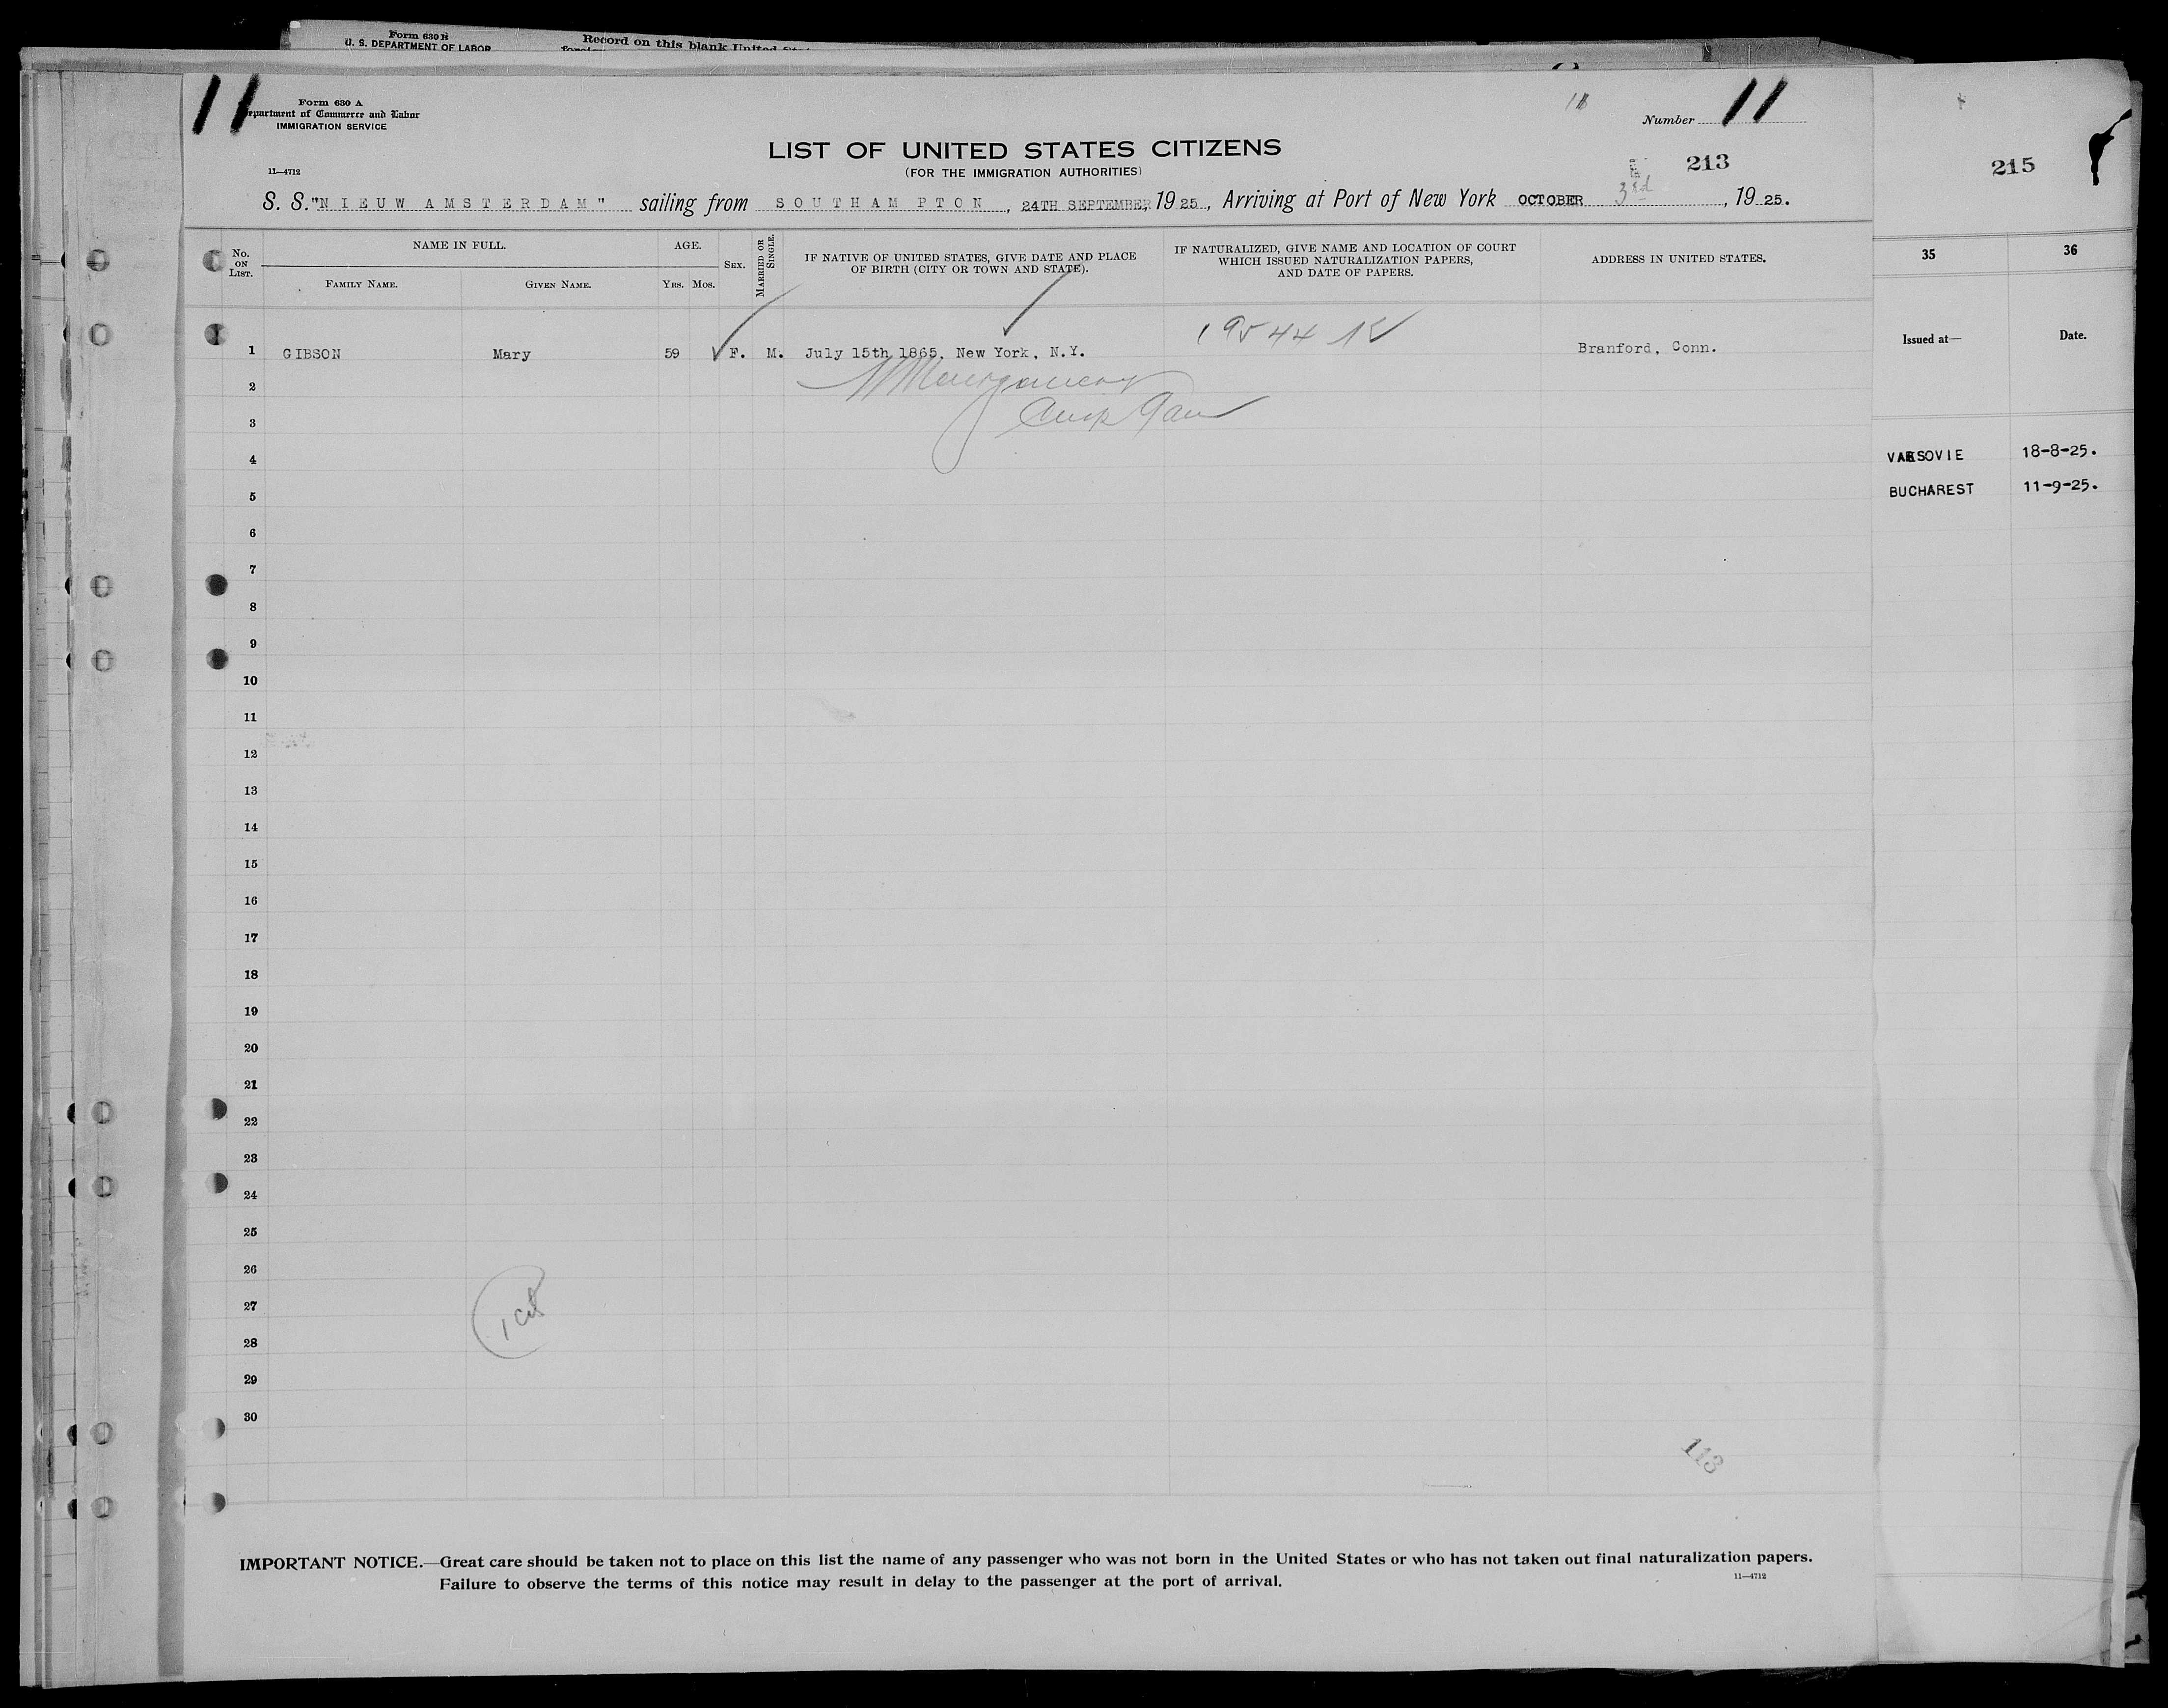 Form 630 B
U. S. DEPARTMENT OF LABOR
Record on this blank United
11
Form 630 A
Department of Commerce and Labor
IMMIGRATION SERVICE
11—4712
Number 11
213
215
LIST OF UNITED STATES CITIZENS
(FOR THE IMMIGRATION AUTHORITIES)
S. S. "NIEUW AMSTERDAM" sailing from SOUTHAMPTON, 24TH SEPTEMBER, 1925., Arriving at Port of New York OCTOBER 3rd, 1925.
No. ON LIST.
NAME IN FULL.
FAMILY NAME.
GIVEN NAME.
AGE.
YRS. MOS.
SEX.
MARRIED OR SINGLE.
IF NATIVE OF UNITED STATES, GIVE DATE AND PLACE
OF BIRTH (CITY OR TOWN AND STATE).
IF NATURALIZED, GIVE NAME AND LOCATION OF COURT
WHICH ISSUED NATURALIZATION PAPERS,
AND DATE OF PAPERS.
ADDRESS IN UNITED STATES.
35
36
Issued at—
Date.
1 GIBSON Mary 59 F. M. July 15th 1865, New York, N.Y. Branford, Conn.
2
3
4
VARSOVIE 18-8-25.
5
BUCHAREST 11-9-25.
6
7
8
9
10
11
12
13
14
15
16
17
18
19
20
21
22
23
24
25
26
27
28
29
30
113
IMPORTANT NOTICE.—Great care should be taken not to place on this list the name of any passenger who was not born in the United States or who has not taken out final naturalization papers.
Failure to observe the terms of this notice may result in delay to the passenger at the port of arrival.
11—4712